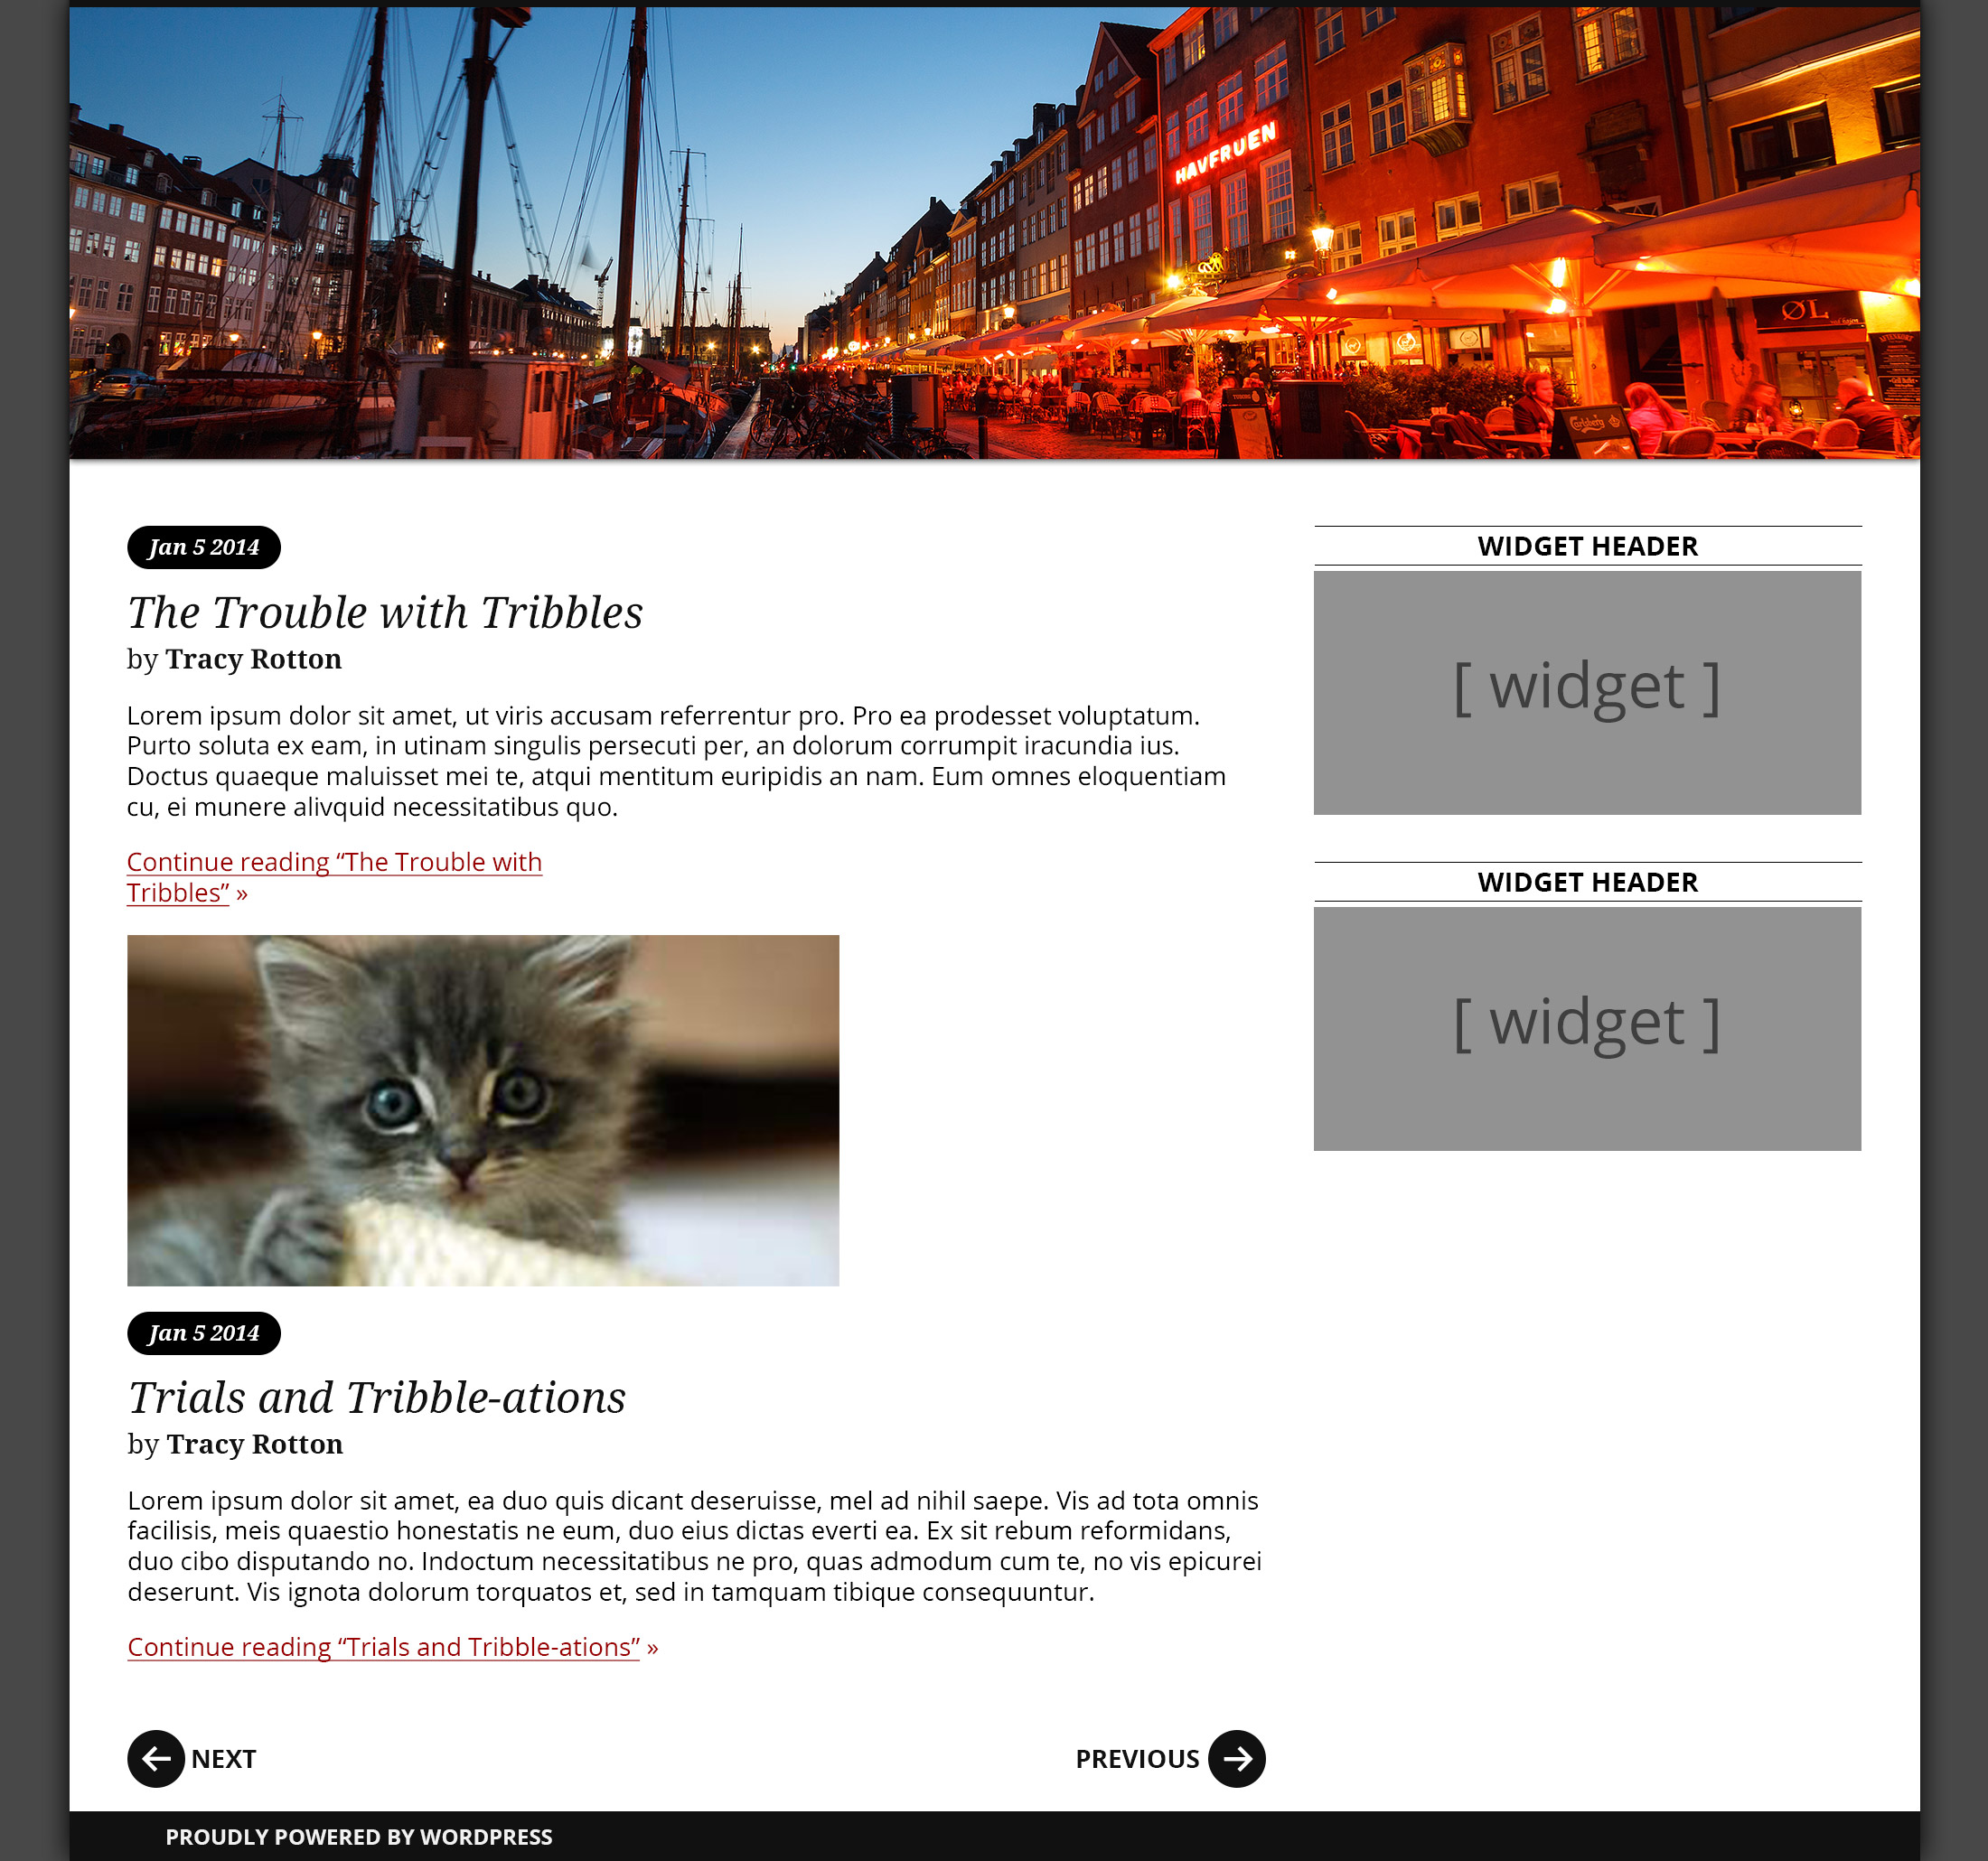 HAVFRUEN
ØL
Carlsberg
Jan 5 2014
The Trouble with Tribbles
by Tracy Rotton
Lorem ipsum dolor sit amet, ut viris accusam referrentur pro. Pro ea prodesset voluptatum.
Purto soluta ex eam, in utinam singulis persecuti per, an dolorum corrumpit iracundia ius.
Doctus quaeque maluisset mei te, atqui mentitum euripidis an nam. Eum omnes eloquentiam
cu, ei munere alivquid necessitatibus quo.
Continue reading “The Trouble with
Tribbles” »
Jan 5 2014
Trials and Tribble-ations
by Tracy Rotton
Lorem ipsum dolor sit amet, ea duo quis dicant deseruisse, mel ad nihil saepe. Vis ad tota omnis
facilisis, meis quaestio honestatis ne eum, duo eius dictas everti ea. Ex sit rebum reformidans,
duo cibo disputando no. Indoctum necessitatibus ne pro, quas admodum cum te, no vis epicurei
deserunt. Vis ignota dolorum torquatos et, sed in tamquam tibique consequuntur.
Continue reading “Trials and Tribble-ations” »
NEXT
PREVIOUS
WIDGET HEADER
[ widget ]
WIDGET HEADER
[ widget ]
PROUDLY POWERED BY WORDPRESS